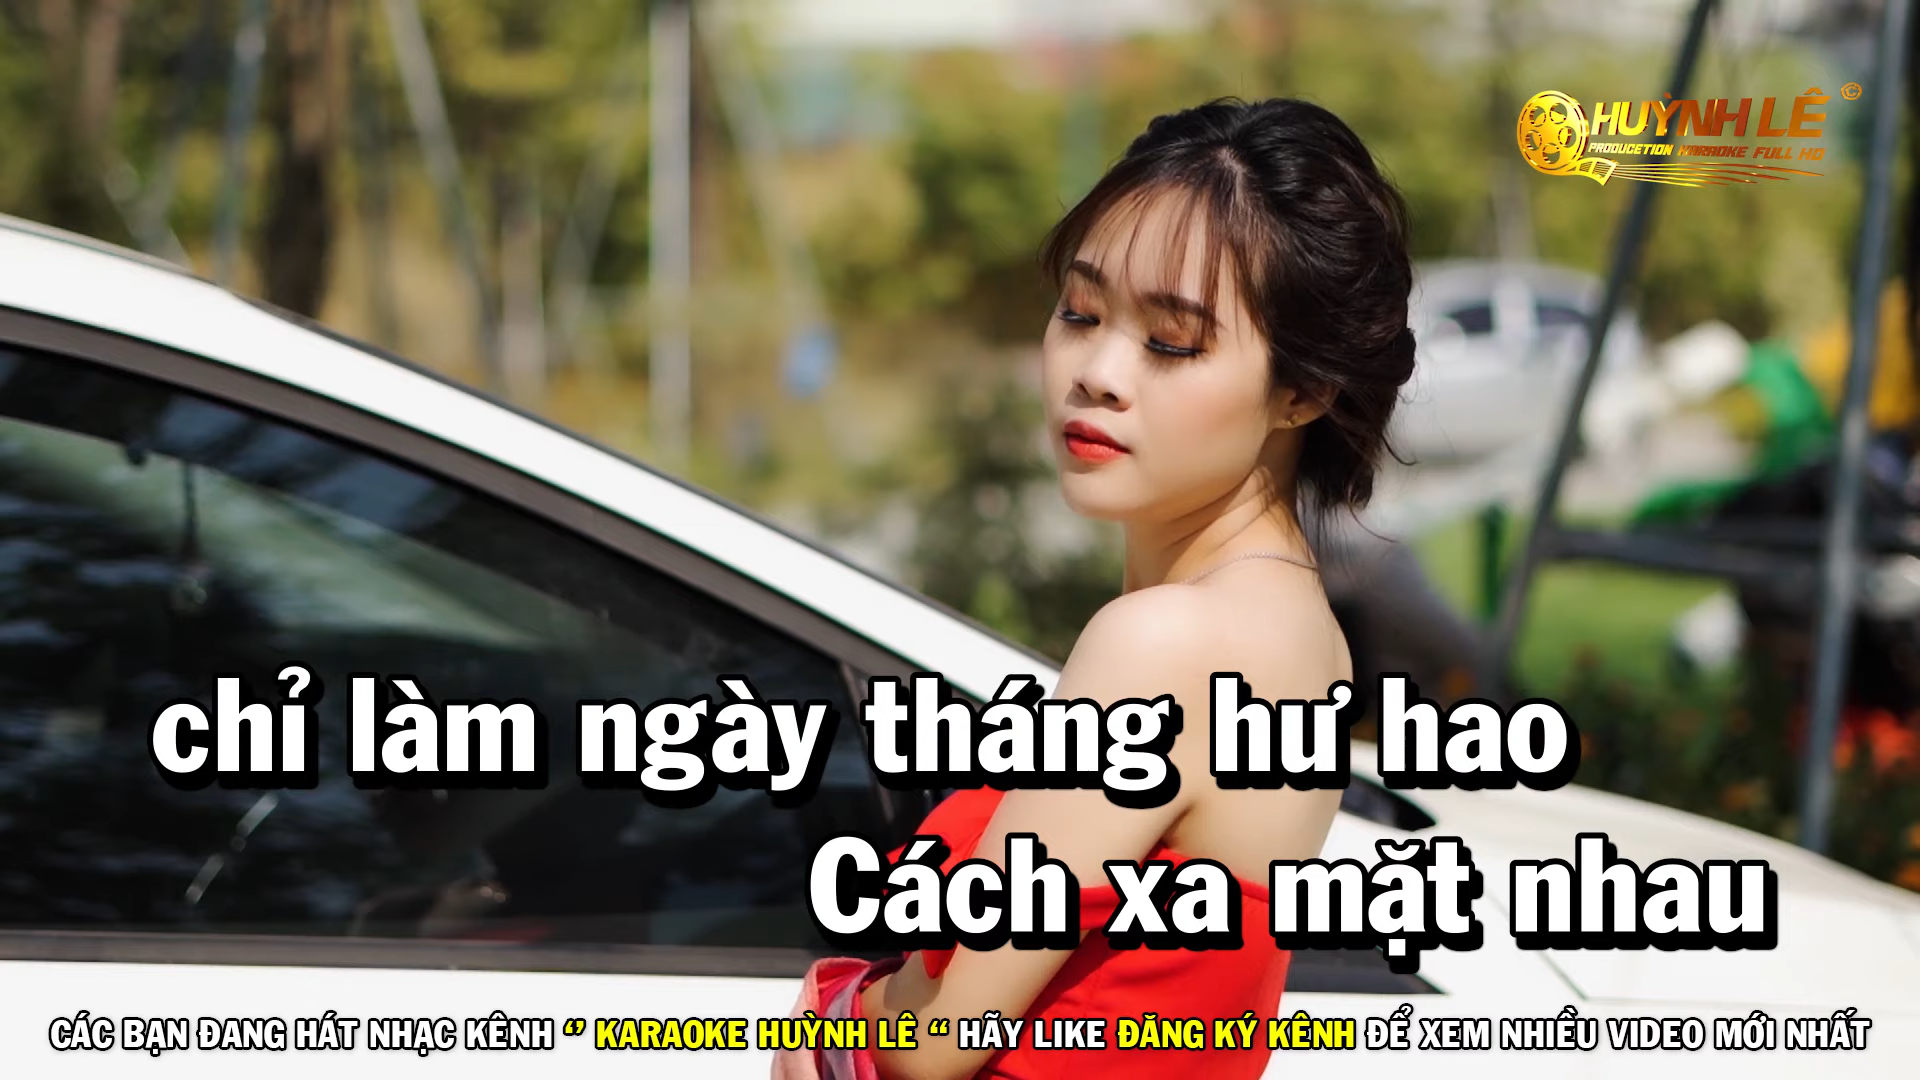 HUỲNH LÊ ©
PRODUCETION KARAOKE FULL HD
chỉ làm ngày tháng hư hao
Cách xa mặt nhau
CÁC BẠN ĐANG HÁT NHẠC KÊNH ‘’ KARAOKE HUỲNH LÊ “ HÃY LIKE ĐĂNG KÝ KÊNH ĐỂ XEM NHIỀU VIDEO MỚI NHẤT